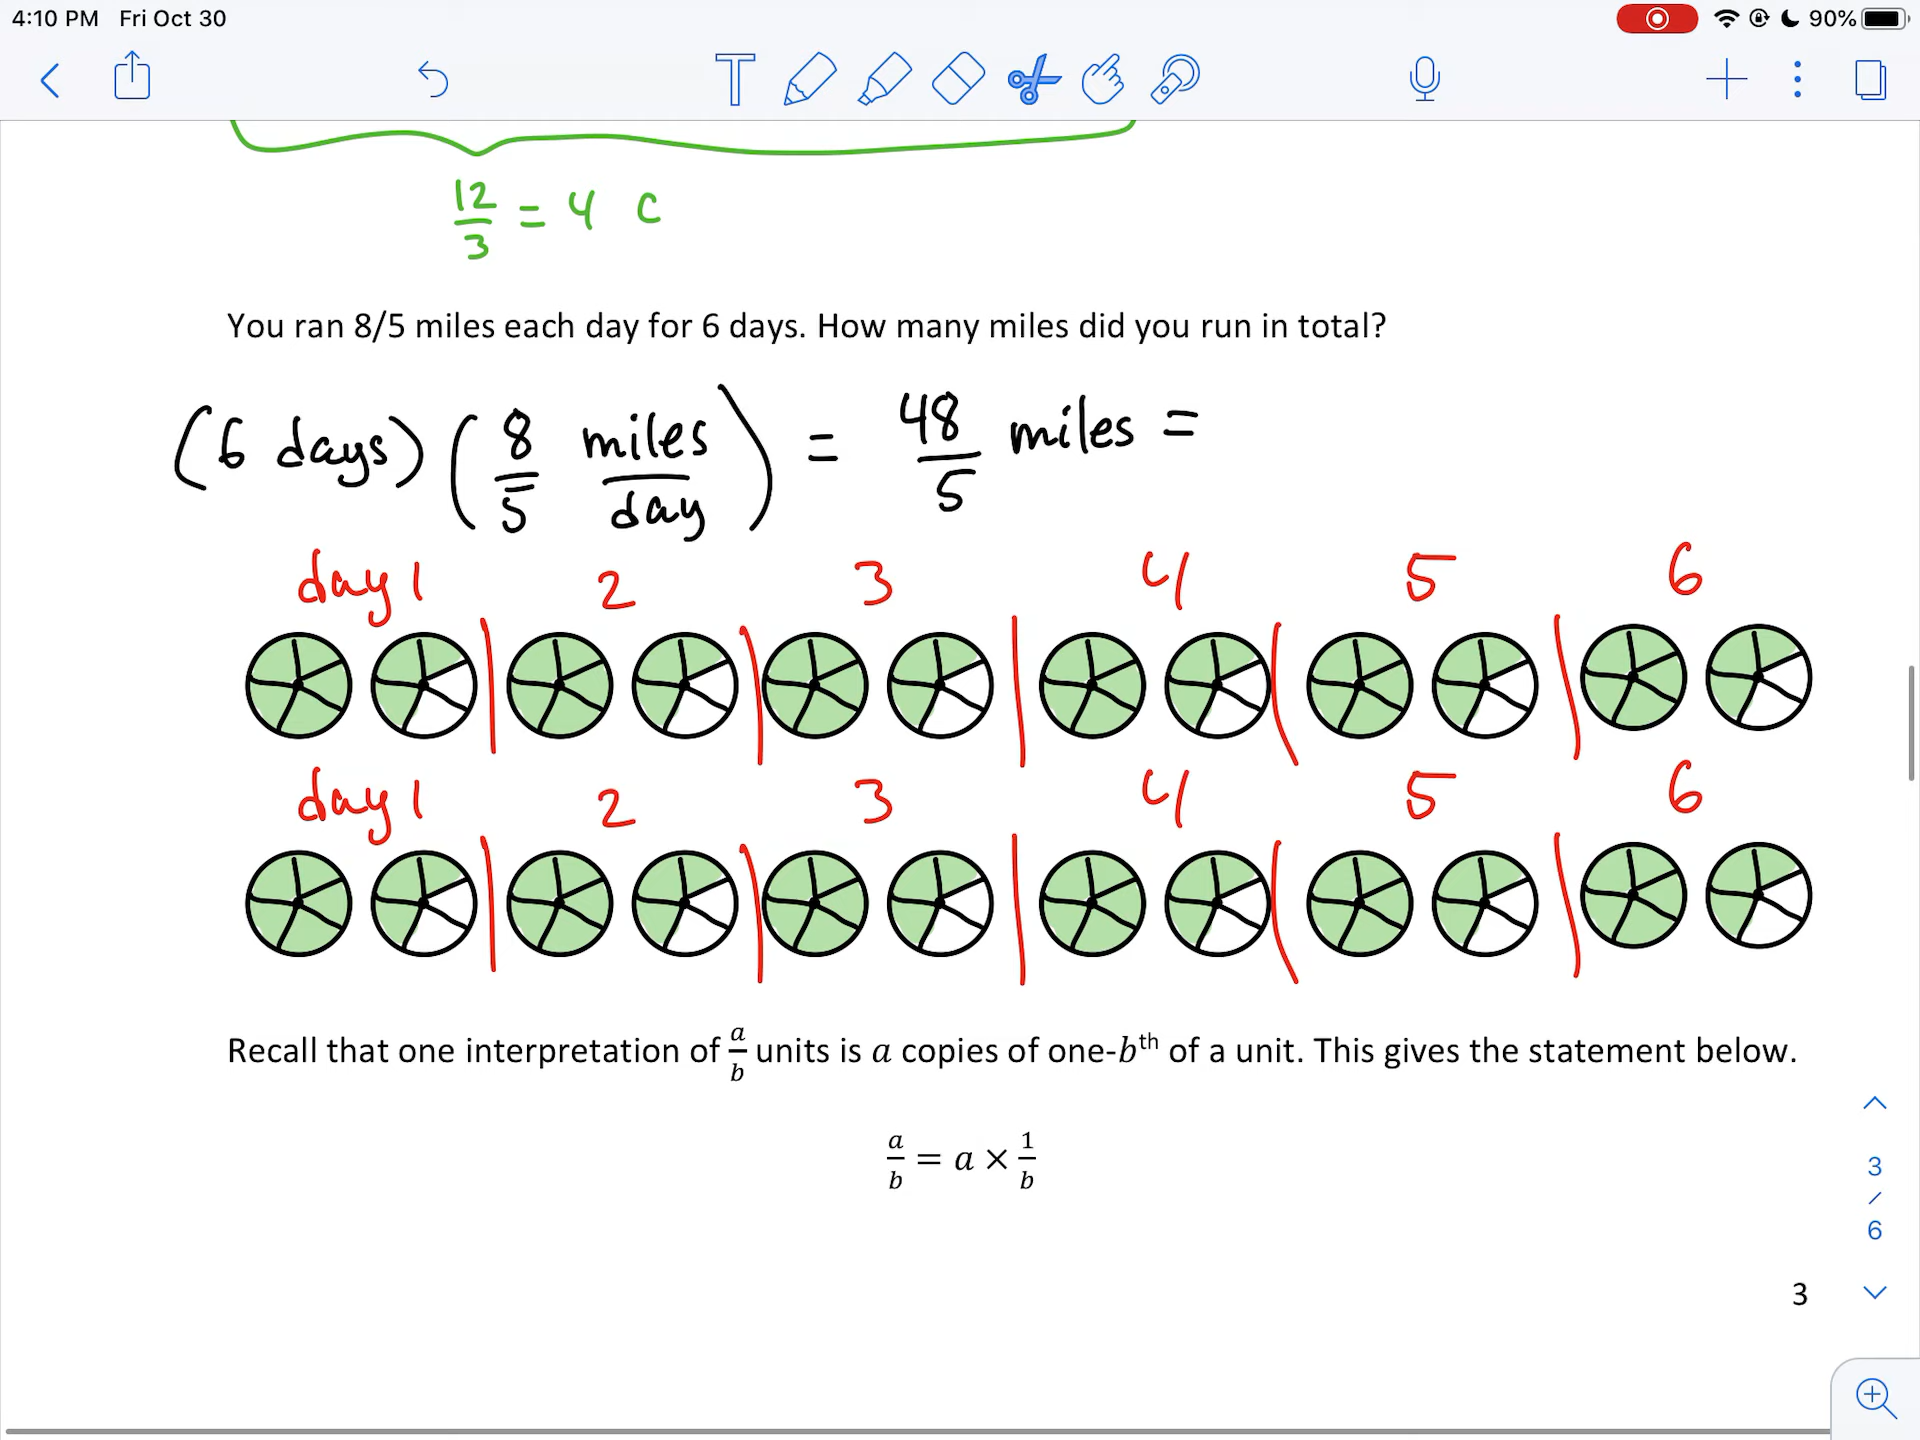 4:10 PM Fri Oct 30 90%
12/3 = 4 c
You ran 8/5 miles each day for 6 days. How many miles did you run in total?
(6 days) (8/5 miles/day) = 48/5 miles =
day 1 2 3 4 5 6
day 1 2 3 4 5 6
Recall that one interpretation of a/b units is a copies of one-bᵗʰ of a unit. This gives the statement below.
a/b = a × 1/b
3
/
6
3